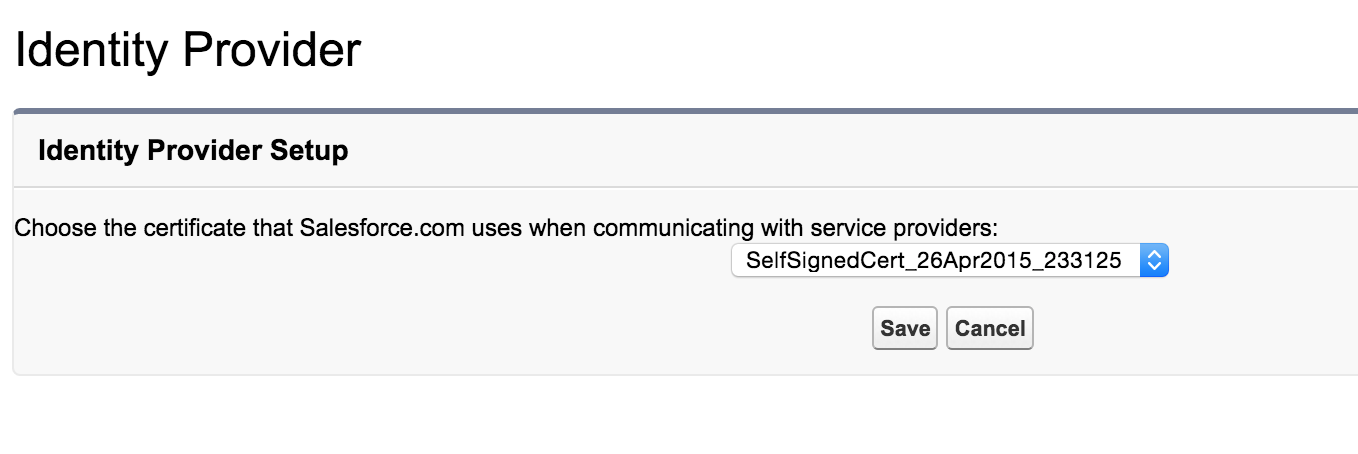 Identity Provider
Identity Provider Setup
Choose the certificate that Salesforce.com uses when communicating with service providers:
SelfSignedCert_26Apr2015_233125
Save Cancel